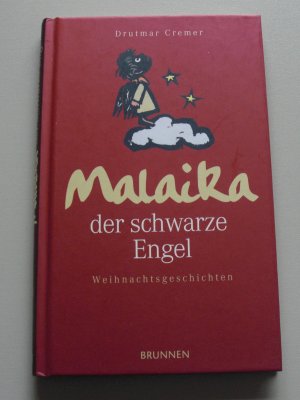 Drutmar Cremer
Malaika
der schwarze
Engel
Weihnachtsgeschichten
BRUNNEN